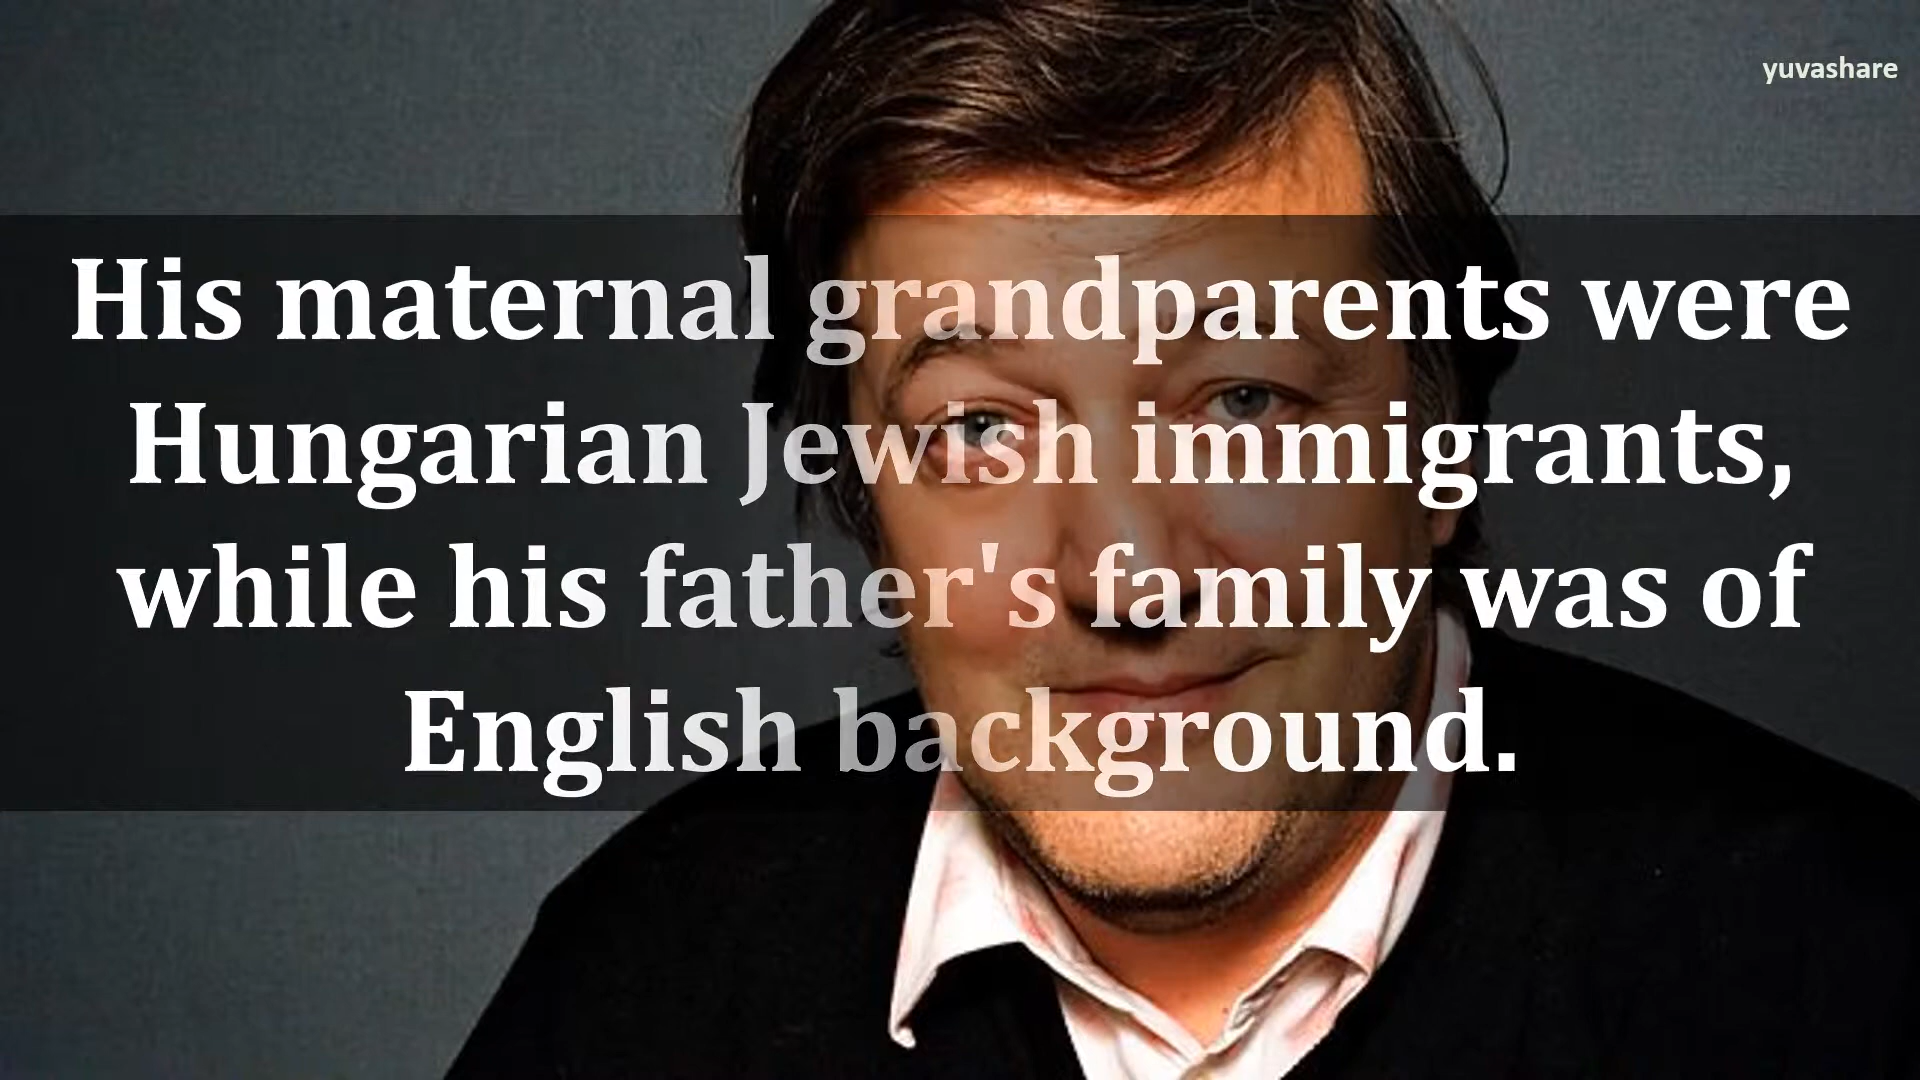 yuvashare
His maternal grandparents were
Hungarian Jewish immigrants,
while his father's family was of
English background.